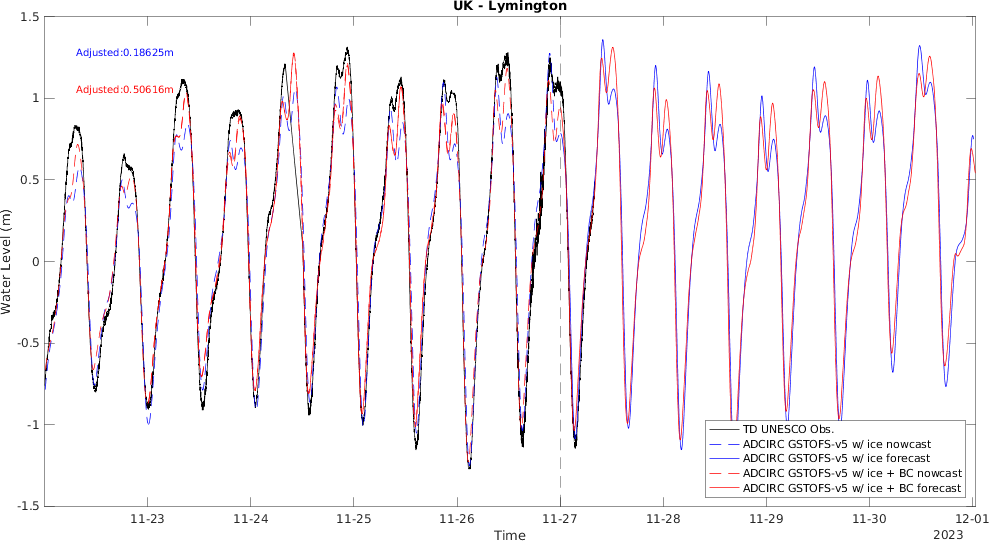 UK - Lymington
1.5
1
0.5
0
-0.5
-1
-1.5
Water Level (m)
Adjusted:0.18625m
Adjusted:0.50616m
TD UNESCO Obs.
ADCIRC GSTOFS-v5 w/ ice nowcast
ADCIRC GSTOFS-v5 w/ ice forecast
ADCIRC GSTOFS-v5 w/ ice + BC nowcast
ADCIRC GSTOFS-v5 w/ ice + BC forecast
11-23 11-24 11-25 11-26 11-27 11-28 11-29 11-30 12-01
Time
2023